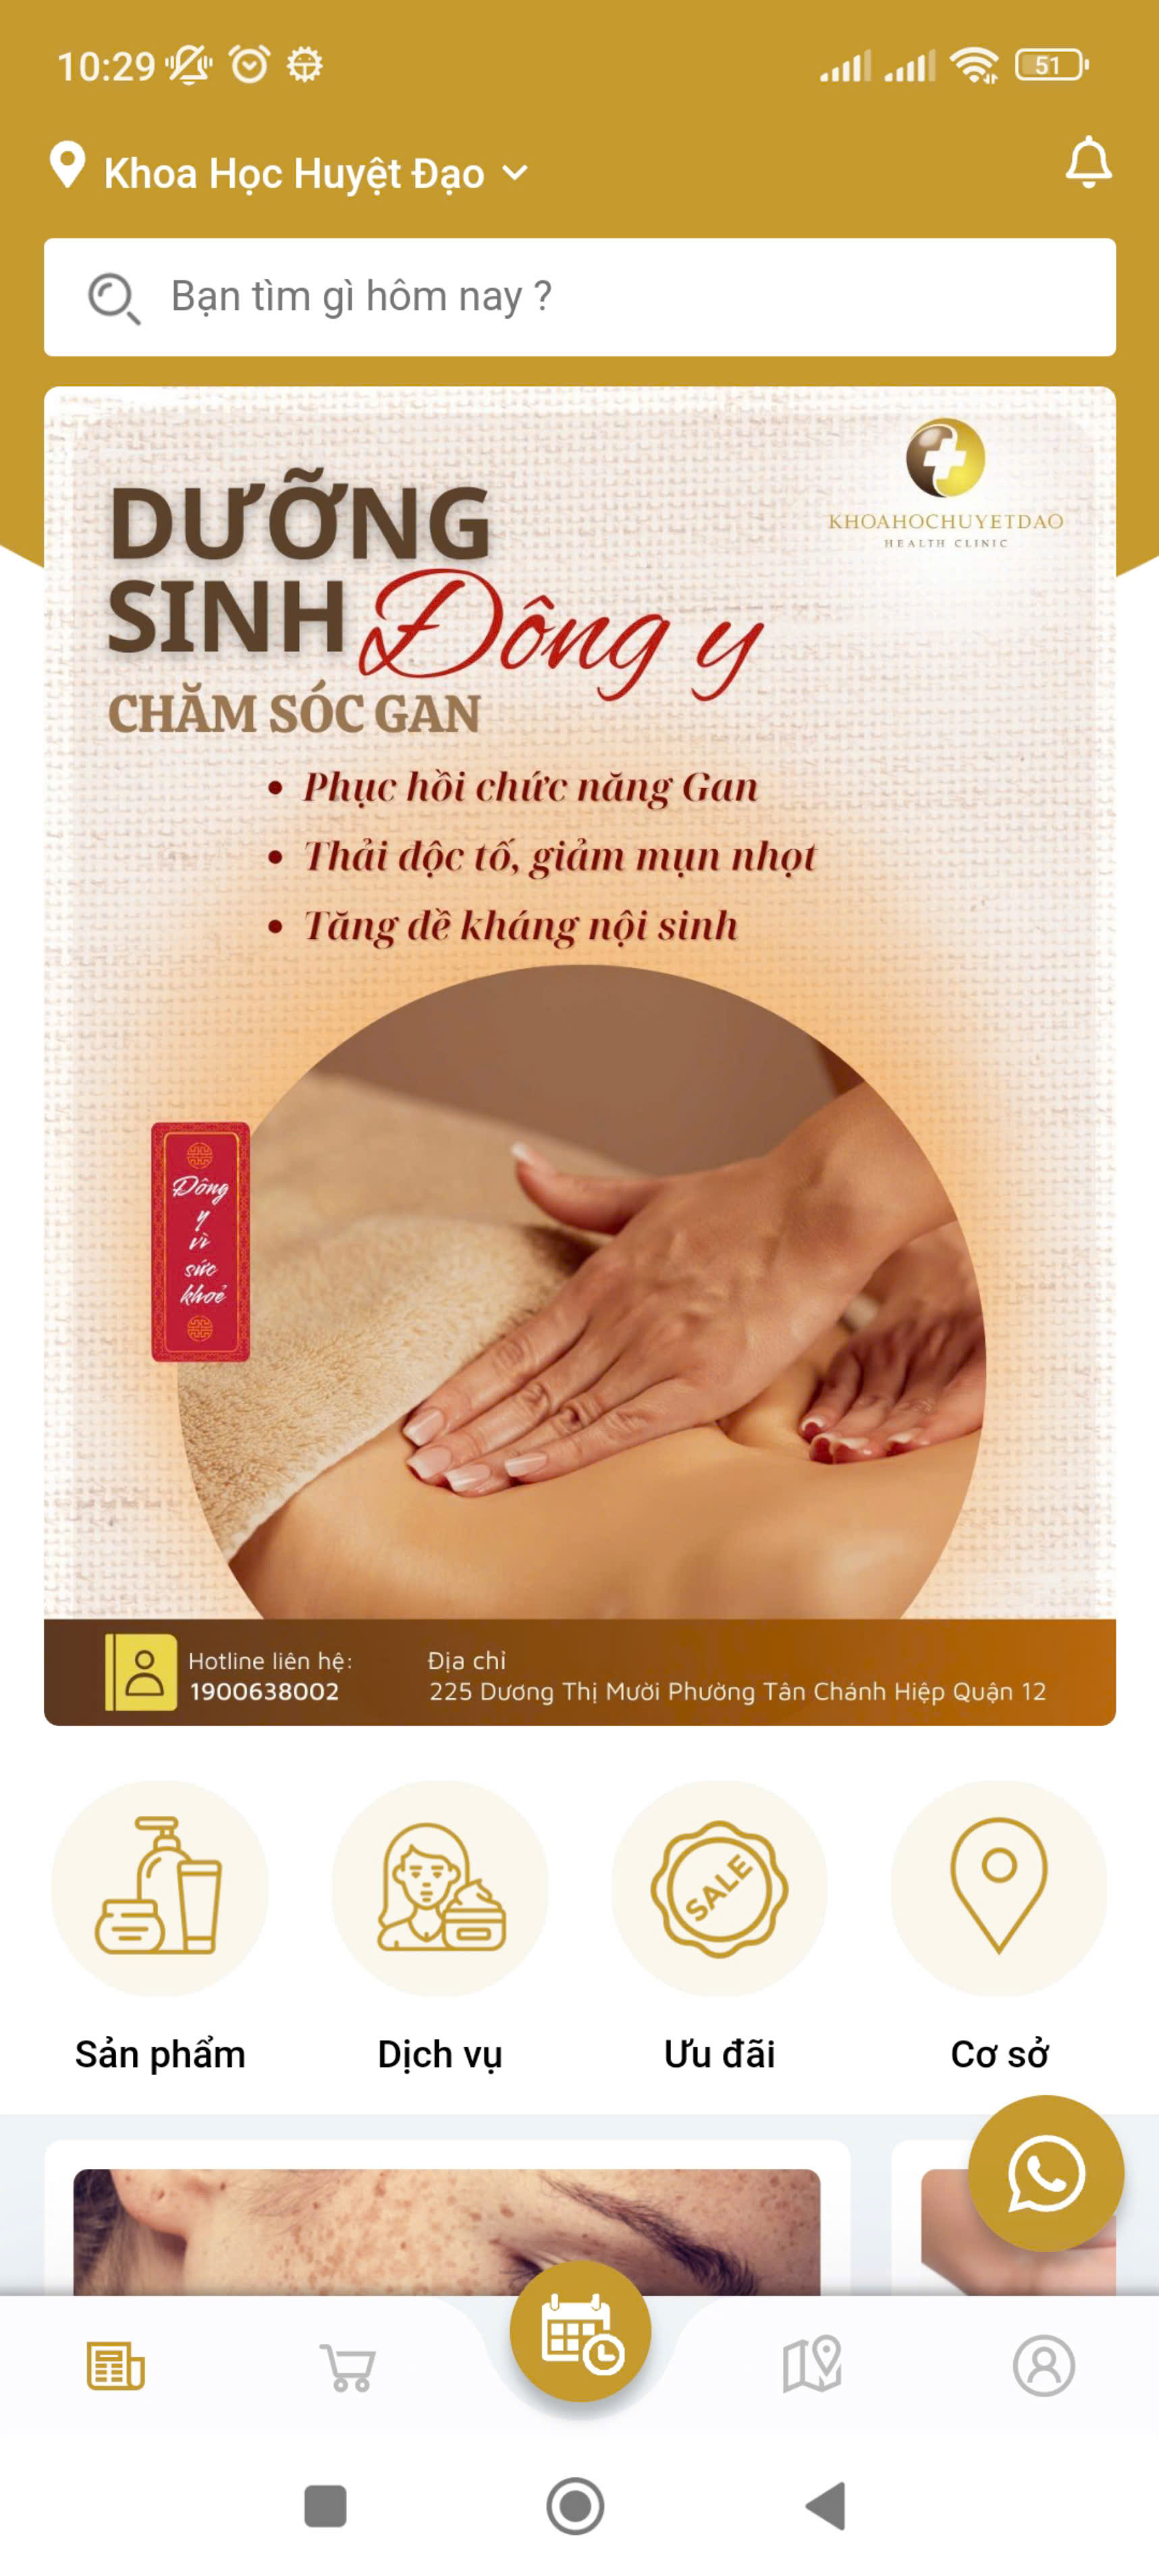 10:29
51
Khoa Học Huyệt Đạo
Bạn tìm gì hôm nay ?
KHOAHOCHUYETDAO
HEALTH CLINIC
DƯỠNG
SINH Đông y
CHĂM SÓC GAN
• Phục hồi chức năng Gan
• Thải độc tố, giảm mụn nhọt
• Tăng đề kháng nội sinh
Đông
y
vì
sức
khoẻ
Hotline liên hệ:
1900638002
Địa chỉ
225 Dương Thị Mười Phường Tân Chánh Hiệp Quận 12
SALE
Sản phẩm
Dịch vụ
Ưu đãi
Cơ sở